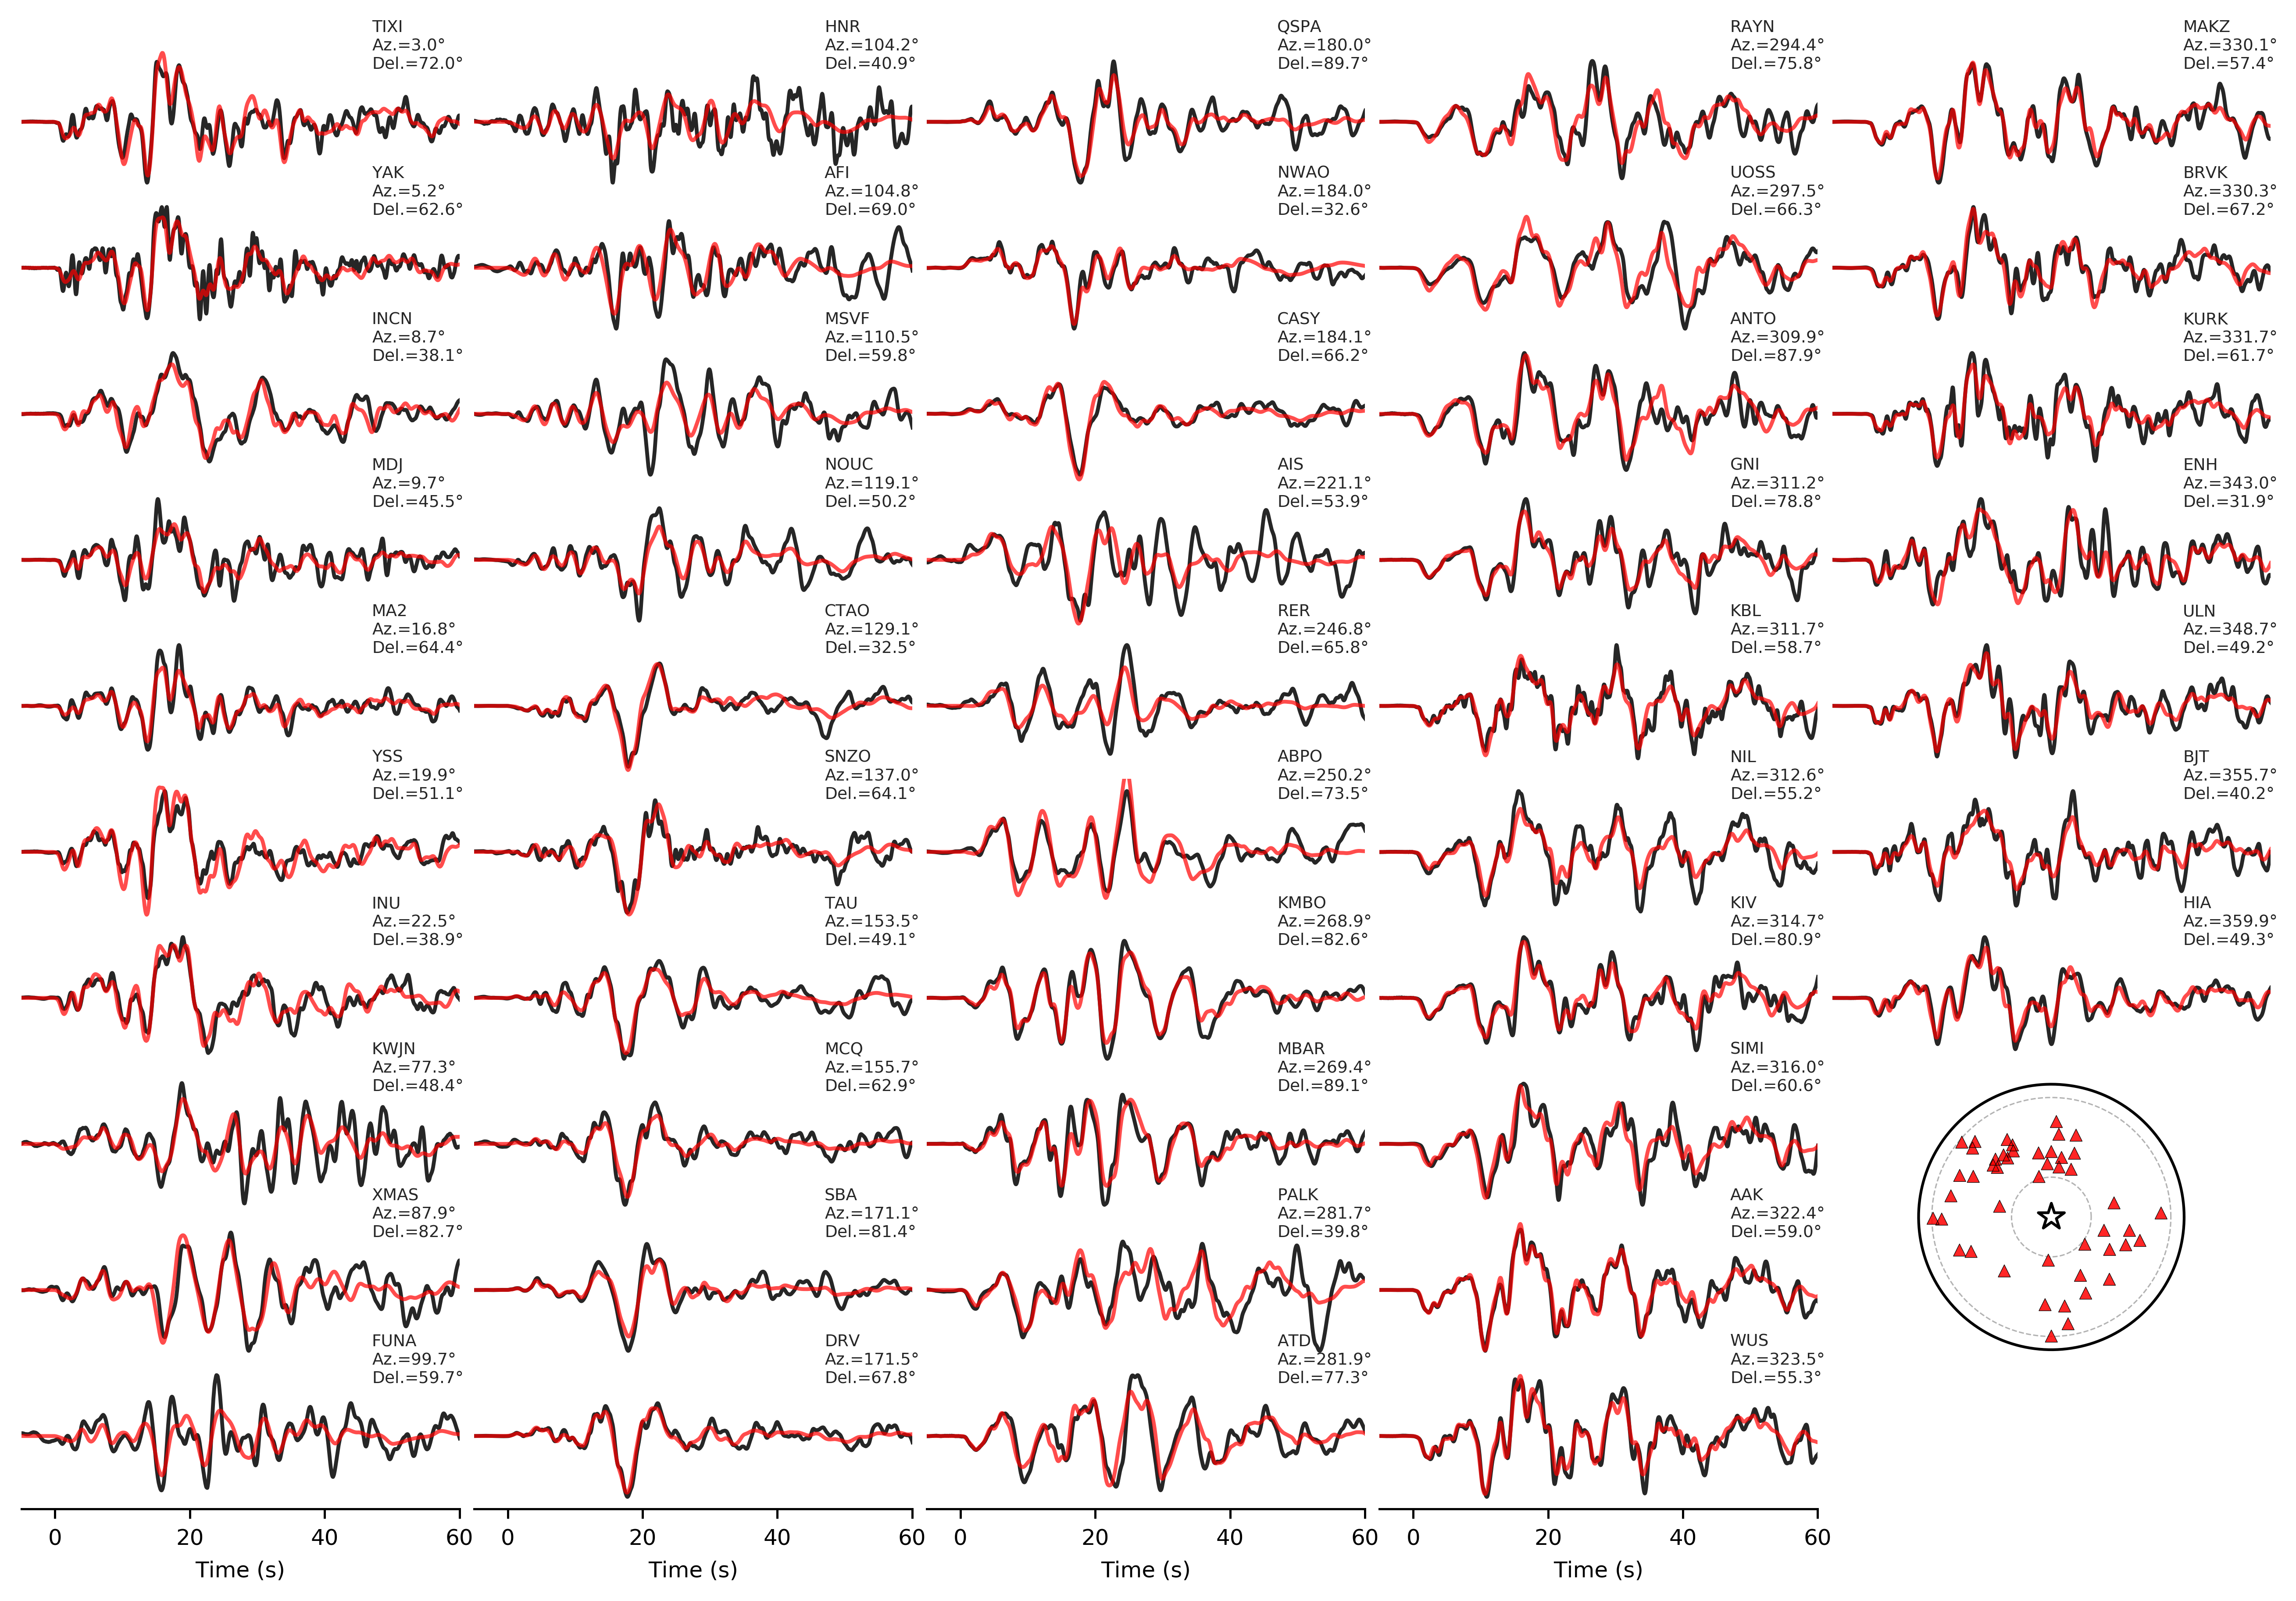 TIXI
Az.=3.0°
Del.=72.0°
YAK
Az.=5.2°
Del.=62.6°
INCN
Az.=8.7°
Del.=38.1°
MDJ
Az.=9.7°
Del.=45.5°
MA2
Az.=16.8°
Del.=64.4°
YSS
Az.=19.9°
Del.=51.1°
INU
Az.=22.5°
Del.=38.9°
KWJN
Az.=77.3°
Del.=48.4°
XMAS
Az.=87.9°
Del.=82.7°
FUNA
Az.=99.7°
Del.=59.7°
0 20 40 60
Time (s)
HNR
Az.=104.2°
Del.=40.9°
AFI
Az.=104.8°
Del.=69.0°
MSVF
Az.=110.5°
Del.=59.8°
NOUC
Az.=119.1°
Del.=50.2°
CTAO
Az.=129.1°
Del.=32.5°
SNZO
Az.=137.0°
Del.=64.1°
TAU
Az.=153.5°
Del.=49.1°
MCQ
Az.=155.7°
Del.=62.9°
SBA
Az.=171.1°
Del.=81.4°
DRV
Az.=171.5°
Del.=67.8°
0 20 40 60
Time (s)
QSPA
Az.=180.0°
Del.=89.7°
NWAO
Az.=184.0°
Del.=32.6°
CASY
Az.=184.1°
Del.=66.2°
AIS
Az.=221.1°
Del.=53.9°
RER
Az.=246.8°
Del.=65.8°
ABPO
Az.=250.2°
Del.=73.5°
KMBO
Az.=268.9°
Del.=82.6°
MBAR
Az.=269.4°
Del.=89.1°
PALK
Az.=281.7°
Del.=39.8°
ATD
Az.=281.9°
Del.=77.3°
0 20 40 60
Time (s)
RAYN
Az.=294.4°
Del.=75.8°
UOSS
Az.=297.5°
Del.=66.3°
ANTO
Az.=309.9°
Del.=87.9°
GNI
Az.=311.2°
Del.=78.8°
KBL
Az.=311.7°
Del.=58.7°
NIL
Az.=312.6°
Del.=55.2°
KIV
Az.=314.7°
Del.=80.9°
SIMI
Az.=316.0°
Del.=60.6°
AAK
Az.=322.4°
Del.=59.0°
WUS
Az.=323.5°
Del.=55.3°
0 20 40 60
Time (s)
MAKZ
Az.=330.1°
Del.=57.4°
BRVK
Az.=330.3°
Del.=67.2°
KURK
Az.=331.7°
Del.=61.7°
ENH
Az.=343.0°
Del.=31.9°
ULN
Az.=348.7°
Del.=49.2°
BJT
Az.=355.7°
Del.=40.2°
HIA
Az.=359.9°
Del.=49.3°